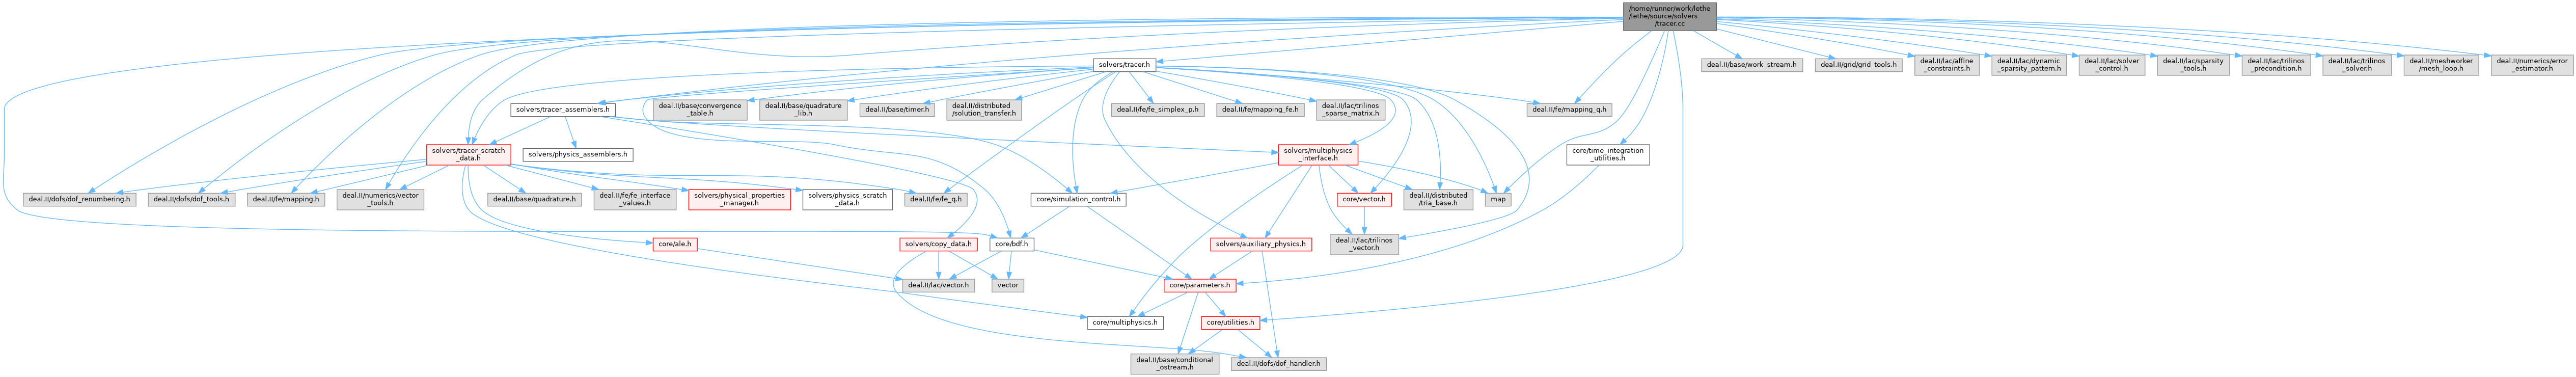 /home/runner/work/lethe
/lethe/source/solvers
/tracer.cc
solvers/tracer.h
deal.II/base/work_stream.h
deal.II/grid/grid_tools.h
deal.II/lac/affine
_constraints.h
deal.II/lac/dynamic
_sparsity_pattern.h
deal.II/lac/solver
_control.h
deal.II/lac/sparsity
_tools.h
deal.II/lac/trilinos
_precondition.h
deal.II/lac/trilinos
_solver.h
deal.II/meshworker
/mesh_loop.h
deal.II/numerics/error
_estimator.h
solvers/tracer_assemblers.h
deal.II/base/convergence
_table.h
deal.II/base/quadrature
_lib.h
deal.II/base/timer.h
deal.II/distributed
/solution_transfer.h
deal.II/fe/fe_simplex_p.h
deal.II/fe/mapping_fe.h
deal.II/lac/trilinos
_sparse_matrix.h
deal.II/fe/mapping_q.h
solvers/tracer_scratch
_data.h
solvers/physics_assemblers.h
solvers/multiphysics
_interface.h
core/time_integration
_utilities.h
deal.II/dofs/dof_renumbering.h
deal.II/dofs/dof_tools.h
deal.II/fe/mapping.h
deal.II/numerics/vector
_tools.h
deal.II/base/quadrature.h
deal.II/fe/fe_interface
_values.h
solvers/physical_properties
_manager.h
solvers/physics_scratch
_data.h
deal.II/fe/fe_q.h
core/simulation_control.h
core/vector.h
deal.II/distributed
/tria_base.h
map
core/ale.h
solvers/copy_data.h
core/bdf.h
solvers/auxiliary_physics.h
deal.II/lac/trilinos
_vector.h
deal.II/lac/vector.h
vector
core/parameters.h
core/multiphysics.h
core/utilities.h
deal.II/base/conditional
_ostream.h
deal.II/dofs/dof_handler.h